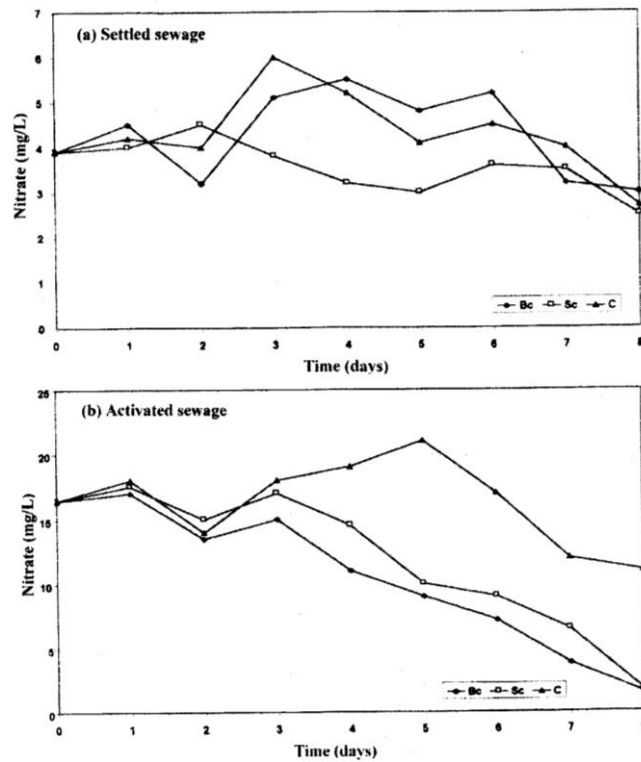 7
6
5
4
3
2
1
0
(a) Settled sewage
Nitrate (mg/L)
Bc Sc C
0 1 2 3 4 5 6 7 8
Time (days)
25
20
15
10
5
0
(b) Activated sewage
Nitrate (mg/L)
Bc Sc C
0 1 2 3 4 5 6 7
Time (days)